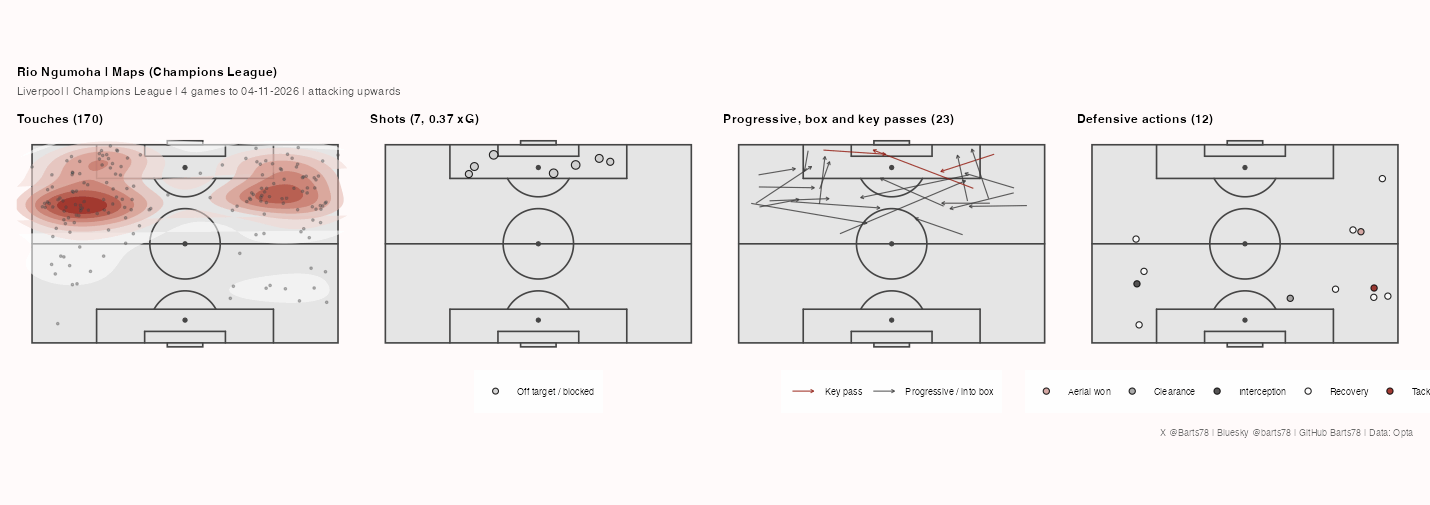 Rio Ngumoha | Maps (Champions League)
Liverpool | Champions League | 4 games to 04-11-2026 | attacking upwards
Touches (170)
Shots (7, 0.37 xG)
Progressive, box and key passes (23)
Defensive actions (12)
Off target / blocked
Key pass
Progressive / into box
Aerial won
Clearance
Interception
Recovery
Tack
X @Barts78 | Bluesky @barts78 | GitHub Barts78 | Data: Opta